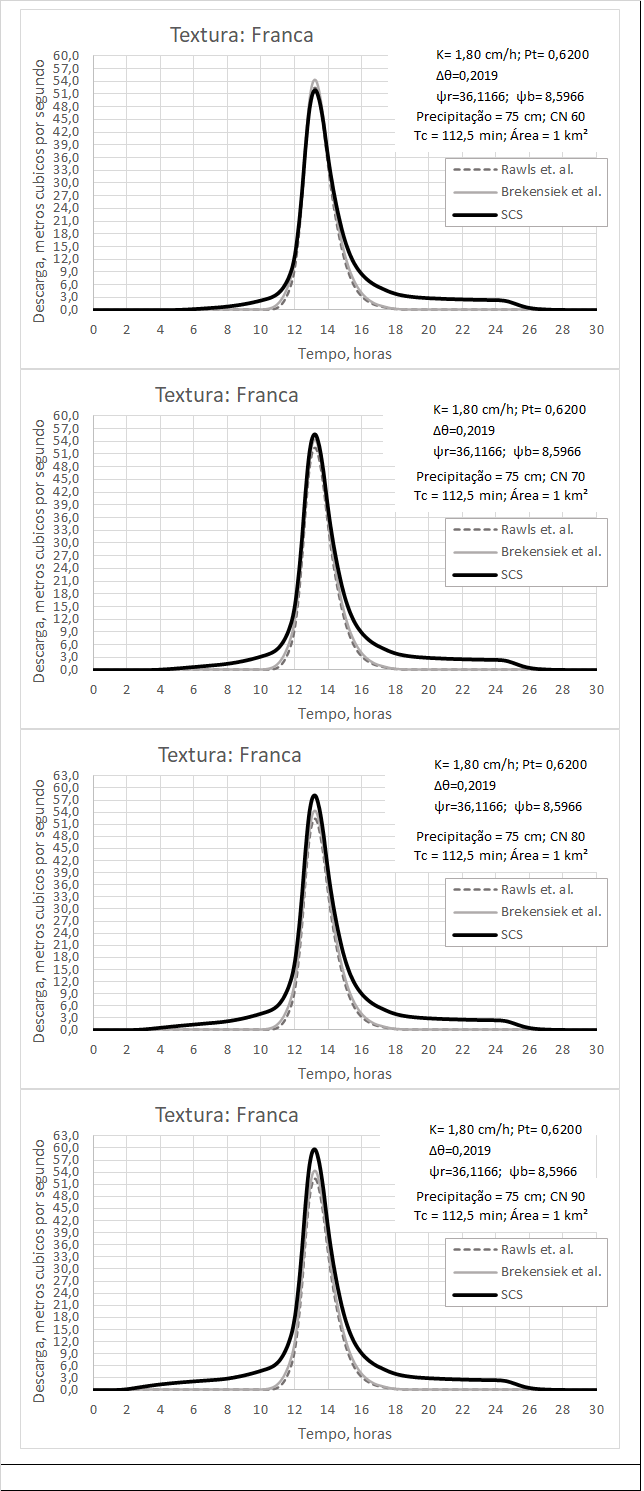 Textura: Franca
K= 1,80 cm/h; Pt= 0,6200
Δθ=0,2019
ψr=36,1166; ψb= 8,5966
Precipitação = 75 cm; CN 60
Tc = 112,5 min; Área = 1 km²
Rawls et. al.
Brekensiek et al.
SCS
Descarga, metros cubicos por segundo
60,0
57,0
54,0
51,0
48,0
45,0
42,0
39,0
36,0
33,0
30,0
27,0
24,0
21,0
18,0
15,0
12,0
9,0
6,0
3,0
0,0
0 2 4 6 8 10 12 14 16 18 20 22 24 26 28 30
Tempo, horas
Textura: Franca
K= 1,80 cm/h; Pt= 0,6200
Δθ=0,2019
ψr=36,1166; ψb= 8,5966
Precipitação = 75 cm; CN 70
Tc = 112,5 min; Área = 1 km²
Rawls et. al.
Brekensiek et al.
SCS
Descarga, metros cubicos por segundo
60,0
57,0
54,0
51,0
48,0
45,0
42,0
39,0
36,0
33,0
30,0
27,0
24,0
21,0
18,0
15,0
12,0
9,0
6,0
3,0
0,0
0 2 4 6 8 10 12 14 16 18 20 22 24 26 28 30
Tempo, horas
Textura: Franca
K= 1,80 cm/h; Pt= 0,6200
Δθ=0,2019
ψr=36,1166; ψb= 8,5966
Precipitação = 75 cm; CN 80
Tc = 112,5 min; Área = 1 km²
Rawls et. al.
Brekensiek et al.
SCS
Descarga, metros cubicos por segundo
63,0
60,0
57,0
54,0
51,0
48,0
45,0
42,0
39,0
36,0
33,0
30,0
27,0
24,0
21,0
18,0
15,0
12,0
9,0
6,0
3,0
0,0
0 2 4 6 8 10 12 14 16 18 20 22 24 26 28 30
Tempo, horas
Textura: Franca
K= 1,80 cm/h; Pt= 0,6200
Δθ=0,2019
ψr=36,1166; ψb= 8,5966
Precipitação = 75 cm; CN 90
Tc = 112,5 min; Área = 1 km²
Rawls et. al.
Brekensiek et al.
SCS
Descarga, metros cubicos por segundo
63,0
60,0
57,0
54,0
51,0
48,0
45,0
42,0
39,0
36,0
33,0
30,0
27,0
24,0
21,0
18,0
15,0
12,0
9,0
6,0
3,0
0,0
0 2 4 6 8 10 12 14 16 18 20 22 24 26 28 30
Tempo, horas